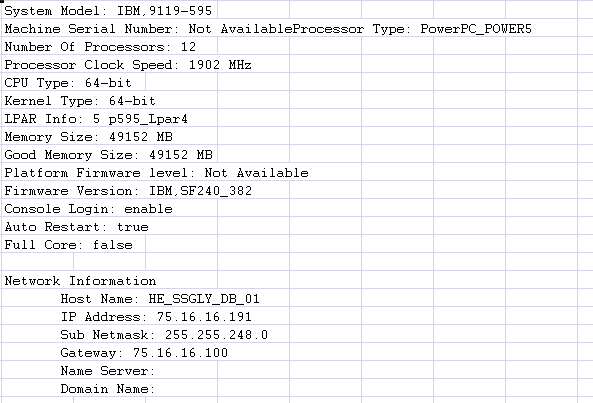 System Model: IBM,9119-595
Machine Serial Number: Not AvailableProcessor Type: PowerPC_POWER5
Number Of Processors: 12
Processor Clock Speed: 1902 MHz
CPU Type: 64-bit
Kernel Type: 64-bit
LPAR Info: 5 p595_Lpar4
Memory Size: 49152 MB
Good Memory Size: 49152 MB
Platform Firmware level: Not Available
Firmware Version: IBM,SF240_382
Console Login: enable
Auto Restart: true
Full Core: false
Network Information
Host Name: HE_SSGLY_DB_01
IP Address: 75.16.16.191
Sub Netmask: 255.255.248.0
Gateway: 75.16.16.100
Name Server:
Domain Name: